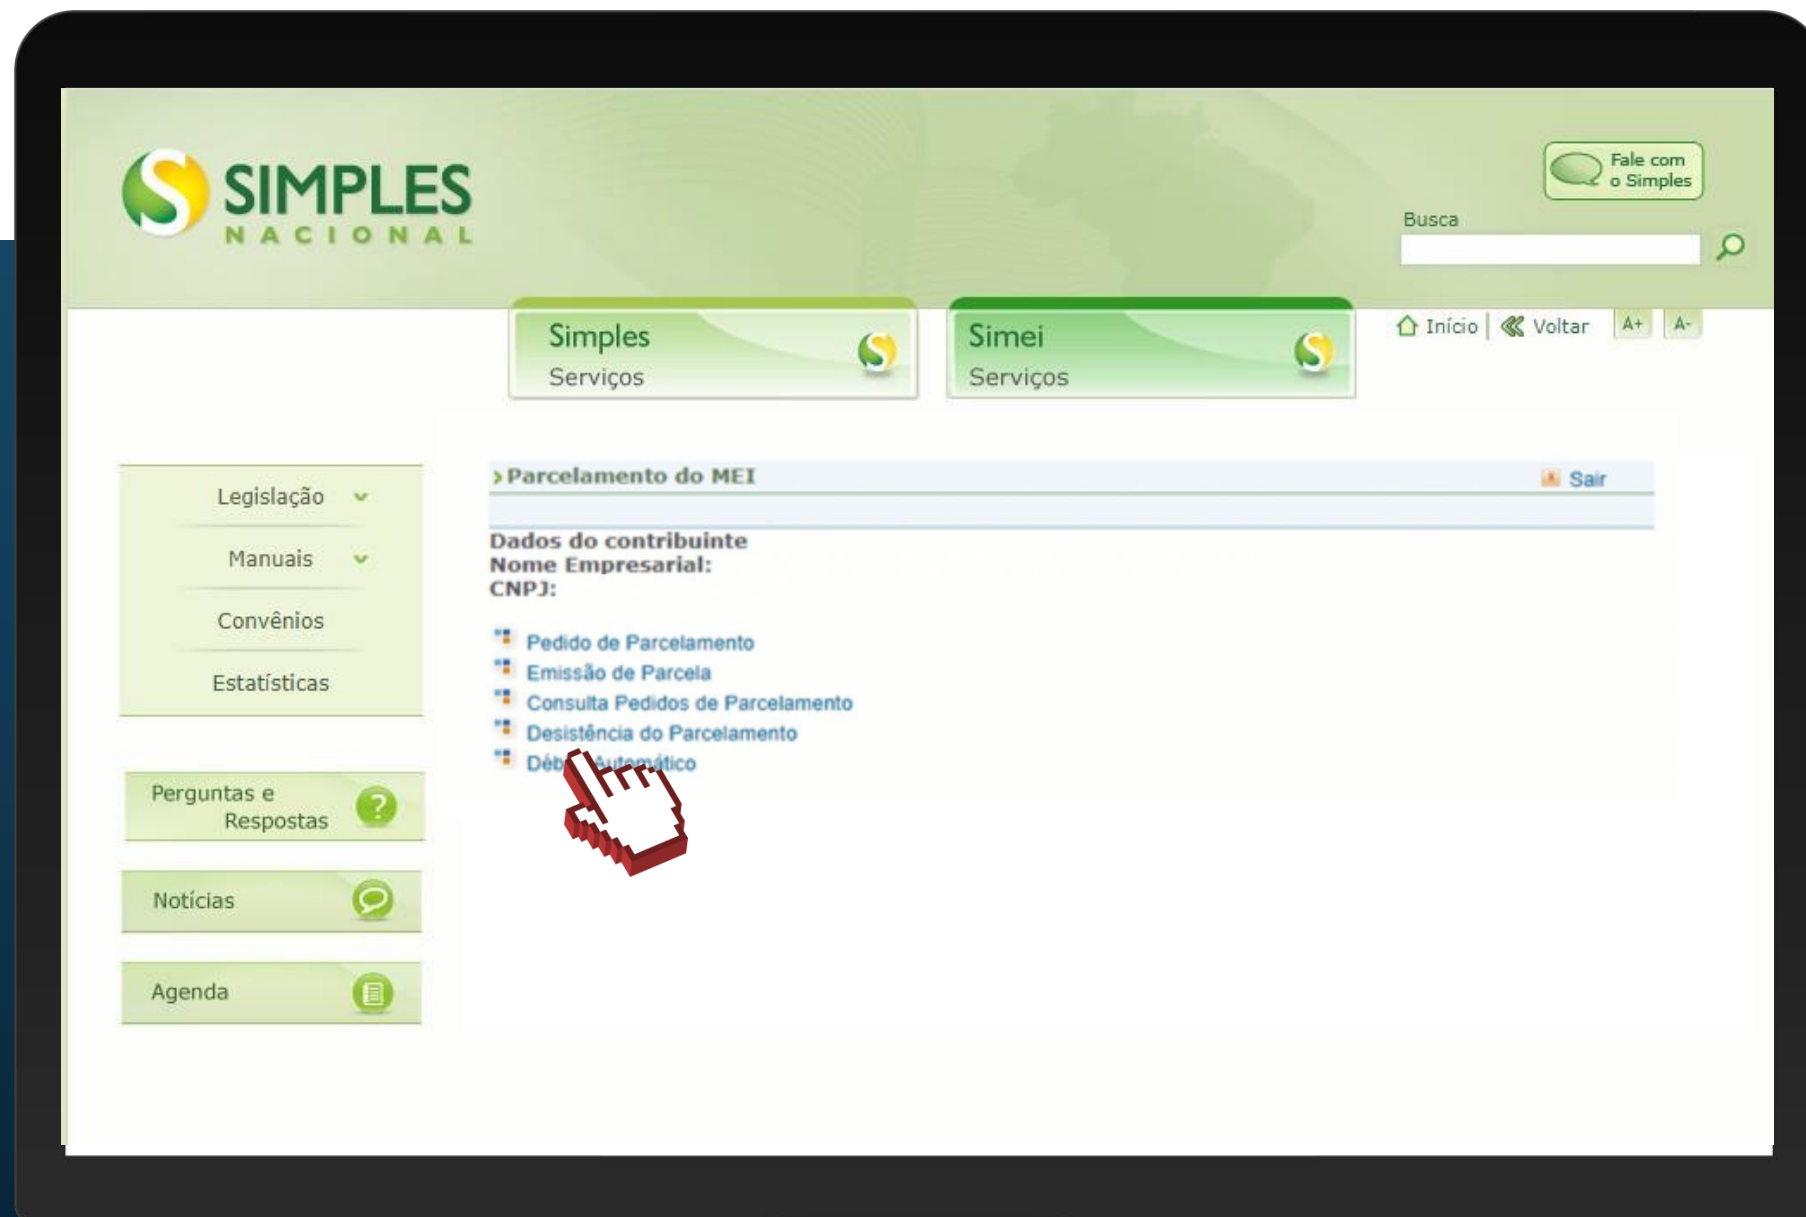 SIMPLES
NACIONAL
Fale com
o Simples
Busca
Simples
Serviços
Simei
Serviços
Início
Voltar
A+
A-
Legislação
Manuais
Convênios
Estatísticas
Perguntas e
Respostas
Notícias
Agenda
Parcelamento do MEI
Sair
Dados do contribuinte
Nome Empresarial:
CNPJ:
Pedido de Parcelamento
Emissão de Parcela
Consulta Pedidos de Parcelamento
Desistência do Parcelamento
Automático